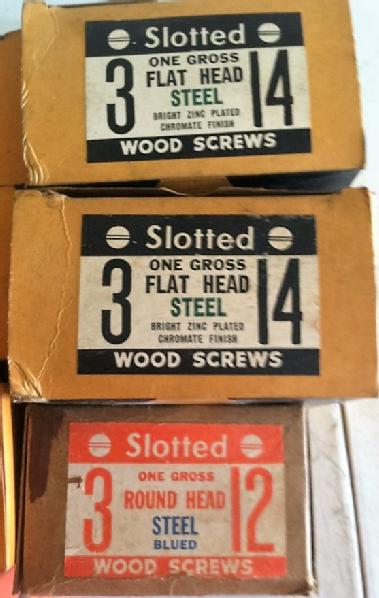 Slotted
ONE GROSS
3 FLAT HEAD 14
STEEL
BRIGHT ZINC PLATED
CHROMATE FINISH
WOOD SCREWS
Slotted
ONE GROSS
3 FLAT HEAD 14
STEEL
BRIGHT ZINC PLATED
CHROMATE FINISH
WOOD SCREWS
Slotted
ONE GROSS
3 ROUND HEAD 12
STEEL
BLUED
WOOD SCREWS